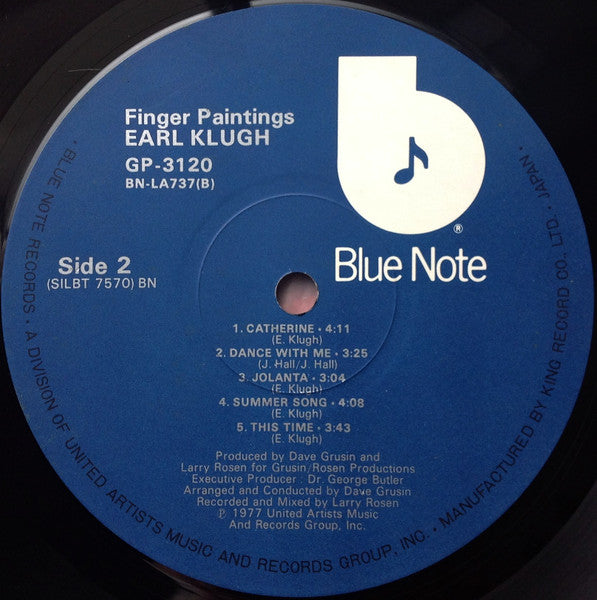 Finger Paintings
EARL KLUGH
GP-3120
BN-LA737(B)
b
®
Blue Note
Side 2
(SILBT 7570) BN
1. CATHERINE • 4:11
(E. Klugh)
2. DANCE WITH ME • 3:25
(J. Hall/J. Hall)
3. JOLANTA • 3:04
(E. Klugh)
4. SUMMER SONG • 4:08
(E. Klugh)
5. THIS TIME • 3:43
(E. Klugh)
Produced by Dave Grusin and
Larry Rosen for Grusin/Rosen Productions
Executive Producer : Dr. George Butler
Arranged and Conducted by Dave Grusin
Recorded and Mixed by Larry Rosen
℗ 1977 United Artists Music
And Records Group, Inc.
• BLUE NOTE RECORDS • A DIVISION OF UNITED ARTISTS MUSIC AND RECORDS GROUP, INC. • MANUFACTURED BY KING RECORD CO., LTD. • JAPAN •